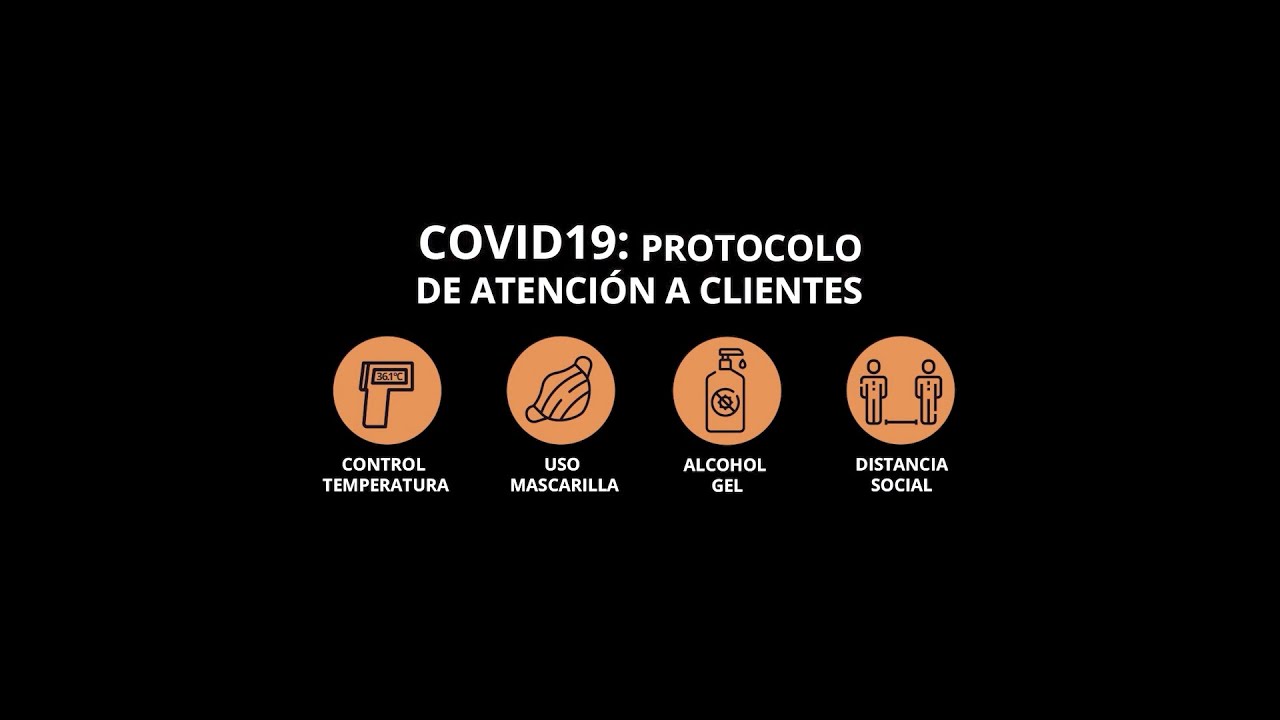 COVID19: PROTOCOLO
DE ATENCIÓN A CLIENTES
36.1°C
CONTROL
TEMPERATURA
USO
MASCARILLA
ALCOHOL
GEL
DISTANCIA
SOCIAL